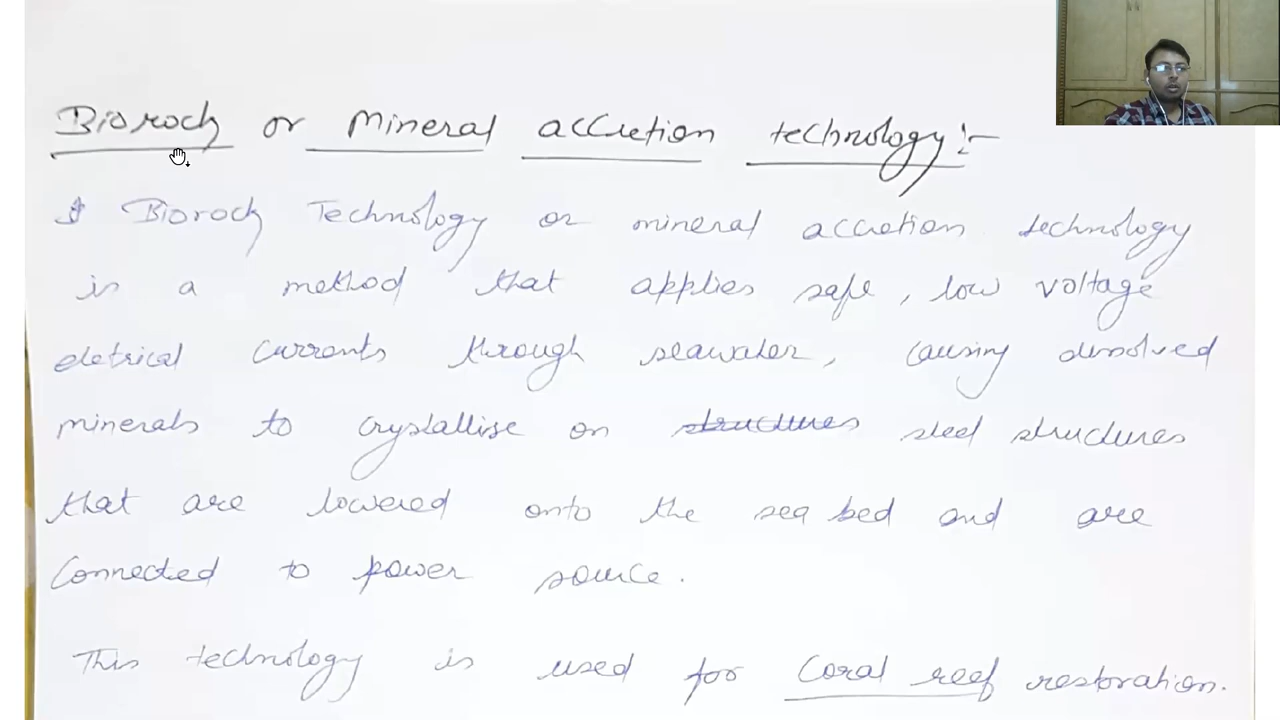 Biorock or Mineral accretion technology :-
Biorock Technology or mineral accretion technology
is a method that applies safe, low voltage
eletrical currents through seawater, causing dissolved
minerals to crystallise on structures steel structures
that are lowered onto the sea bed and are
Connected to power source.
This technology is used for Coral reef restoration.